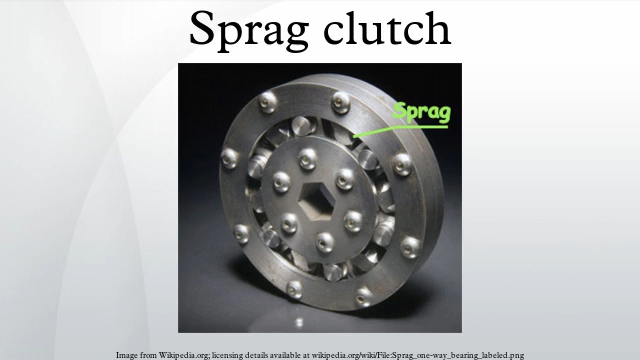 Sprag clutch
Sprag
Image from Wikipedia.org; licensing details available at wikipedia.org/wiki/File:Sprag_one-way_bearing_labeled.png